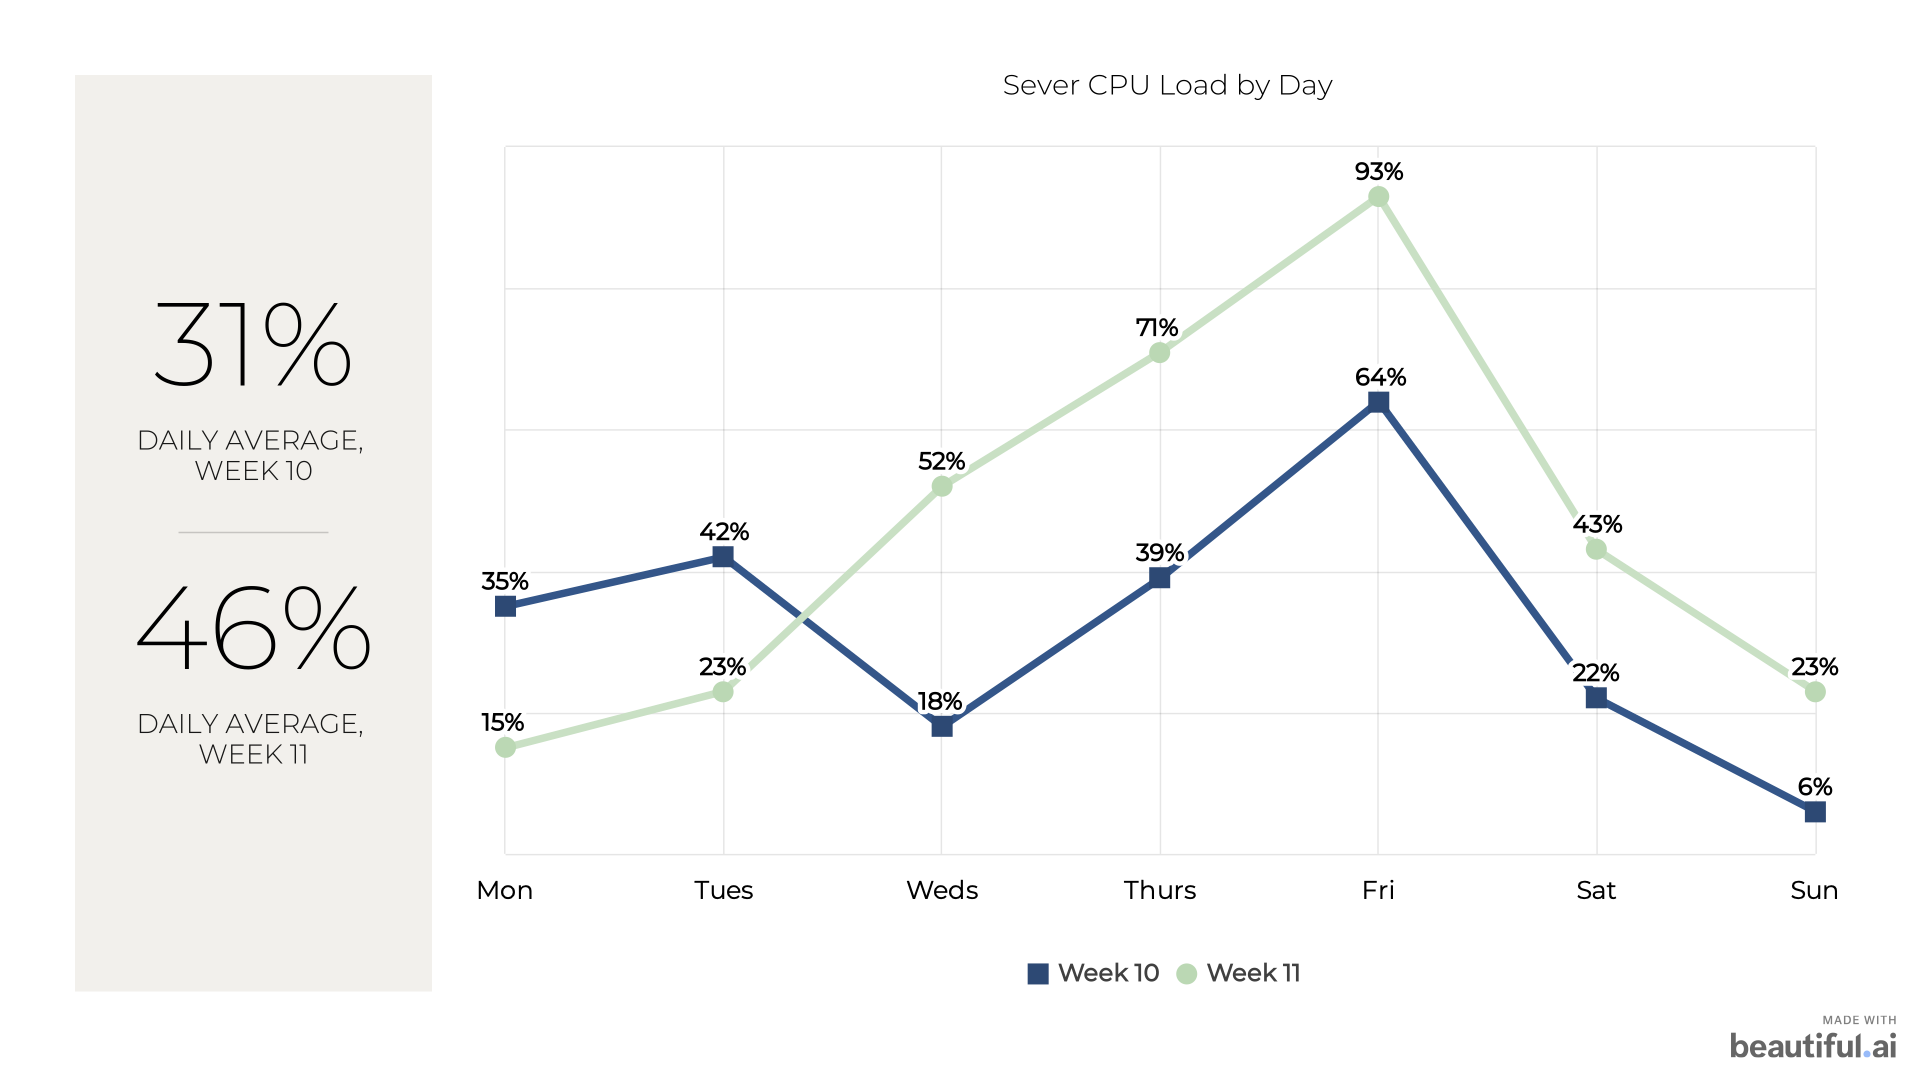 31%
DAILY AVERAGE,
WEEK 10
46%
DAILY AVERAGE,
WEEK 11
Sever CPU Load by Day
93%
71%
64%
52%
42%
39%
35%
43%
23%
22%
23%
18%
15%
6%
Mon Tues Weds Thurs Fri Sat Sun
Week 10 Week 11
MADE WITH
beautiful.ai